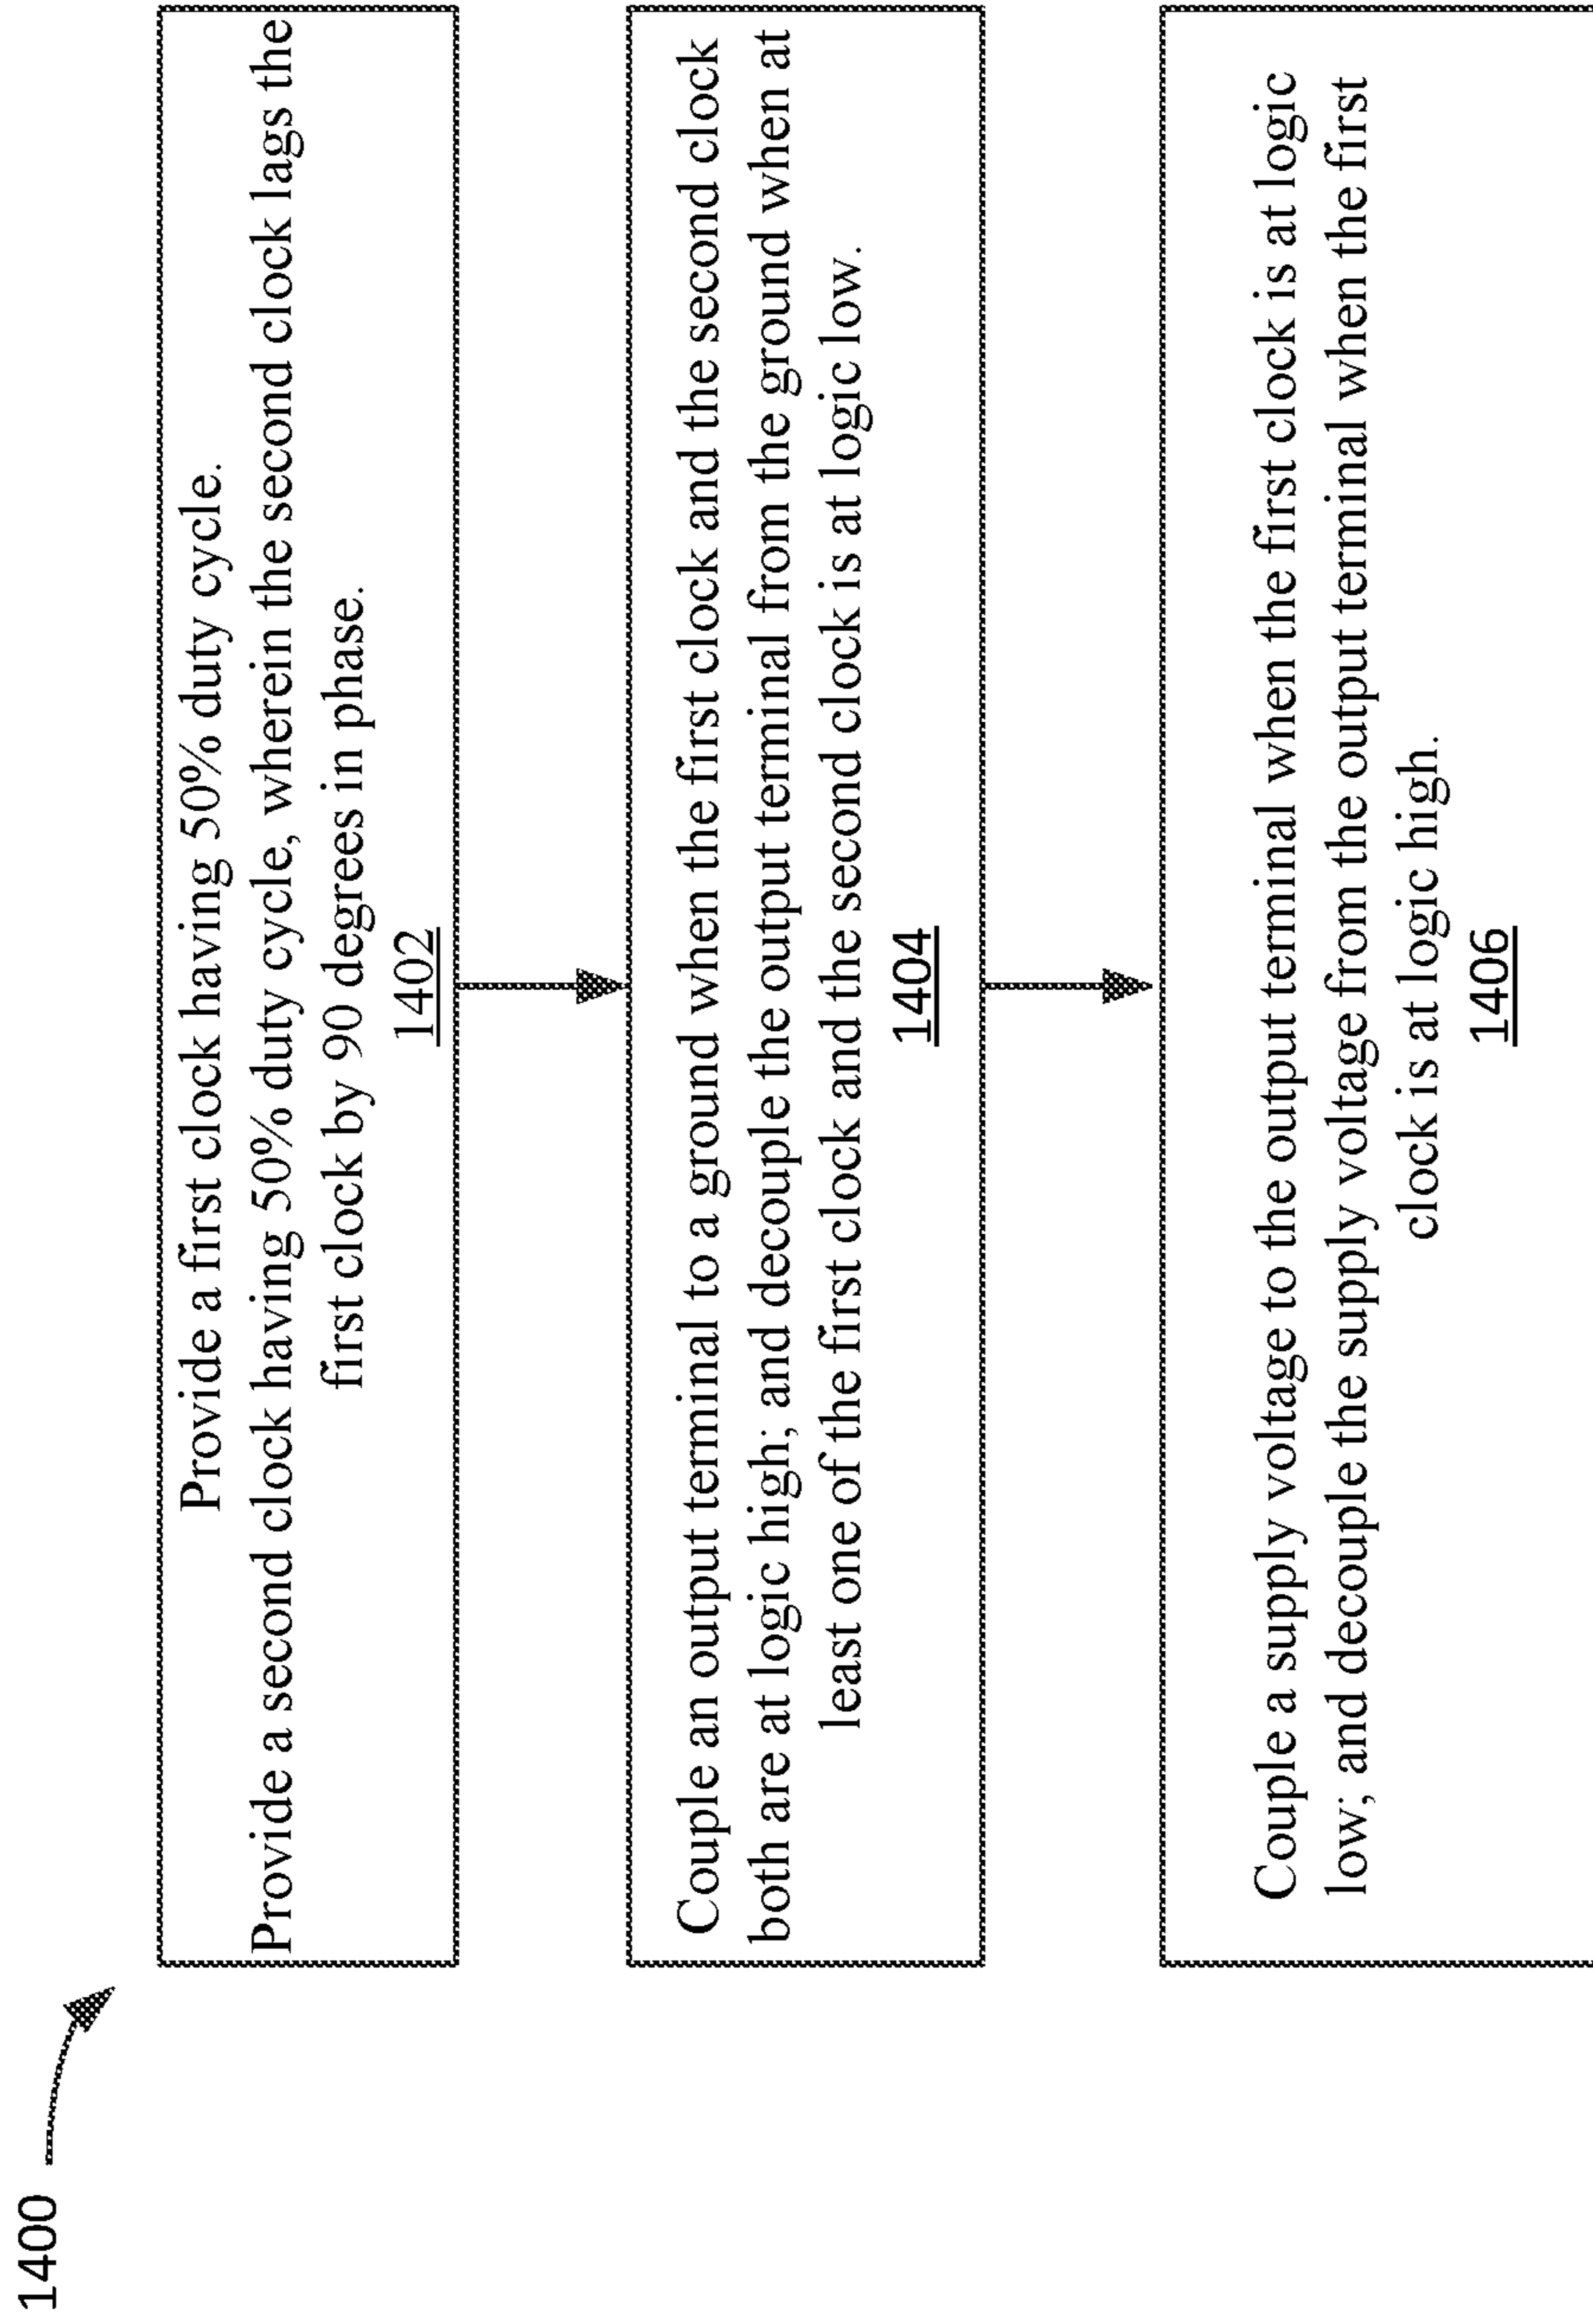 1400
Provide a first clock having 50% duty cycle.
Provide a second clock having 50% duty cycle, wherein the second clock lags the
first clock by 90 degrees in phase.
1402
Couple an output terminal to a ground when the first clock and the second clock
both are at logic high; and decouple the output terminal from the ground when at
least one of the first clock and the second clock is at logic low.
1404
Couple a supply voltage to the output terminal when the first clock is at logic
low; and decouple the supply voltage from the output terminal when the first
clock is at logic high.
1406